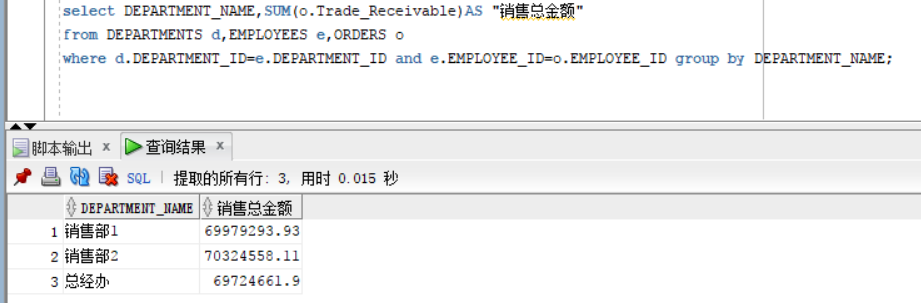 select DEPARTMENT_NAME,SUM(o.Trade_Receivable)AS "销售总金额"
from DEPARTMENTS d,EMPLOYEES e,ORDERS o
where d.DEPARTMENT_ID=e.DEPARTMENT_ID and e.EMPLOYEE_ID=o.EMPLOYEE_ID group by DEPARTMENT_NAME;
脚本输出 x 查询结果 x
SQL | 提取的所有行: 3, 用时 0.015 秒
DEPARTMENT_NAME 销售总金额
1 销售部1 69979293.93
2 销售部2 70324558.11
3 总经办 69724661.9